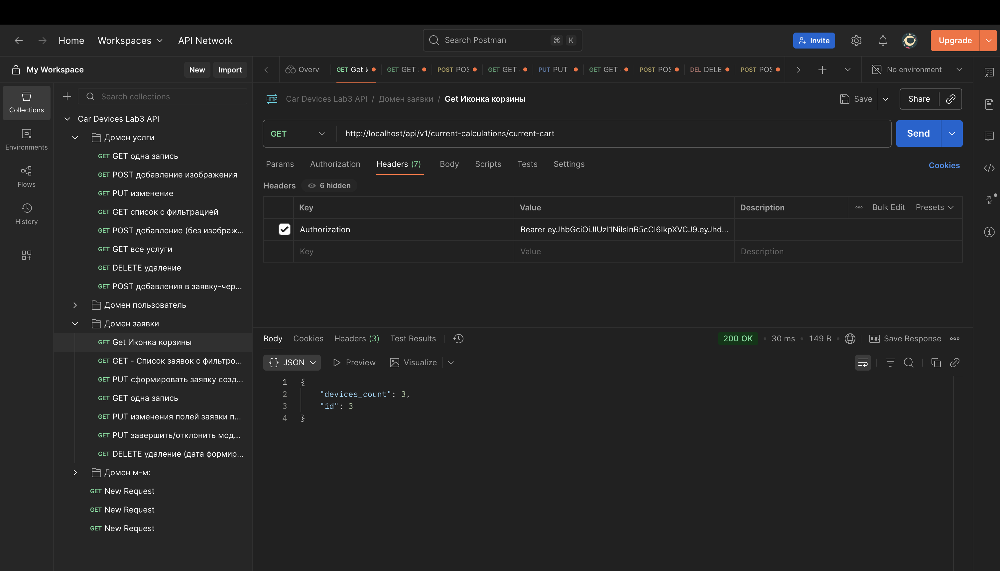 Home Workspaces API Network
Search Postman ⌘ K
Invite
Upgrade
My Workspace New Import
Overv
GET Get И
GET GET
POST POS
GET GET
PUT PUT
GET GET
POST POS
DEL DELE
POST POS
No environment
Collections
Environments
Flows
History
Search collections
Car Devices Lab3 API
Домен услги
GET GET одна запись
GET POST добавление изображения
GET PUT изменение
GET GET список с фильтрацией
GET POST добавление (без изображ...
GET GET все услуги
GET DELETE удаление
GET POST добавления в заявку-чер...
Домен пользователь
Домен заявки
GET Get Иконка корзины
GET GET - Список заявок с фильтро...
GET PUT сформировать заявку созд...
GET GET одна запись
GET PUT изменения полей заявки п...
GET PUT завершить/отклонить мод...
GET DELETE удаление (дата формир...
Домен м-м:
GET New Request
GET New Request
GET New Request
HTTP Car Devices Lab3 API / Домен заявки / Get Иконка корзины
Save Share
GET http://localhost/api/v1/current-calculations/current-cart
Send
Params Authorization Headers (7) Body Scripts Tests Settings
Cookies
Headers 6 hidden
Key Value Description Bulk Edit Presets
Authorization Bearer eyJhbGciOiJIUzI1NiIsInR5cCI6IkpXVCJ9.eyJhd...
Key Value Description
Body Cookies Headers (3) Test Results
200 OK • 30 ms • 149 B • e.g. Save Response
{ } JSON Preview Visualize
1 {
2 "devices_count": 3,
3 "id": 3
4 }